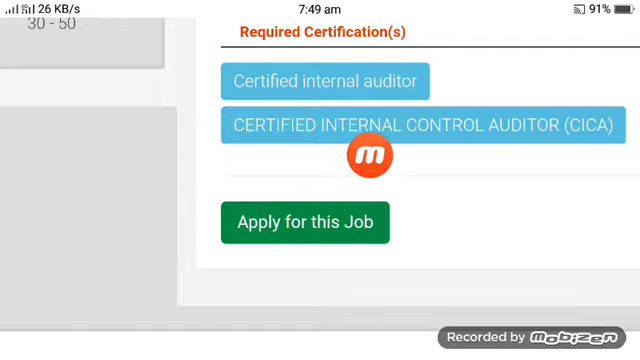 26 KB/s
7:49 am
91%
30 - 50
Required Certification(s)
Certified internal auditor
CERTIFIED INTERNAL CONTROL AUDITOR (CICA)
m
Apply for this Job
Recorded by mobizen